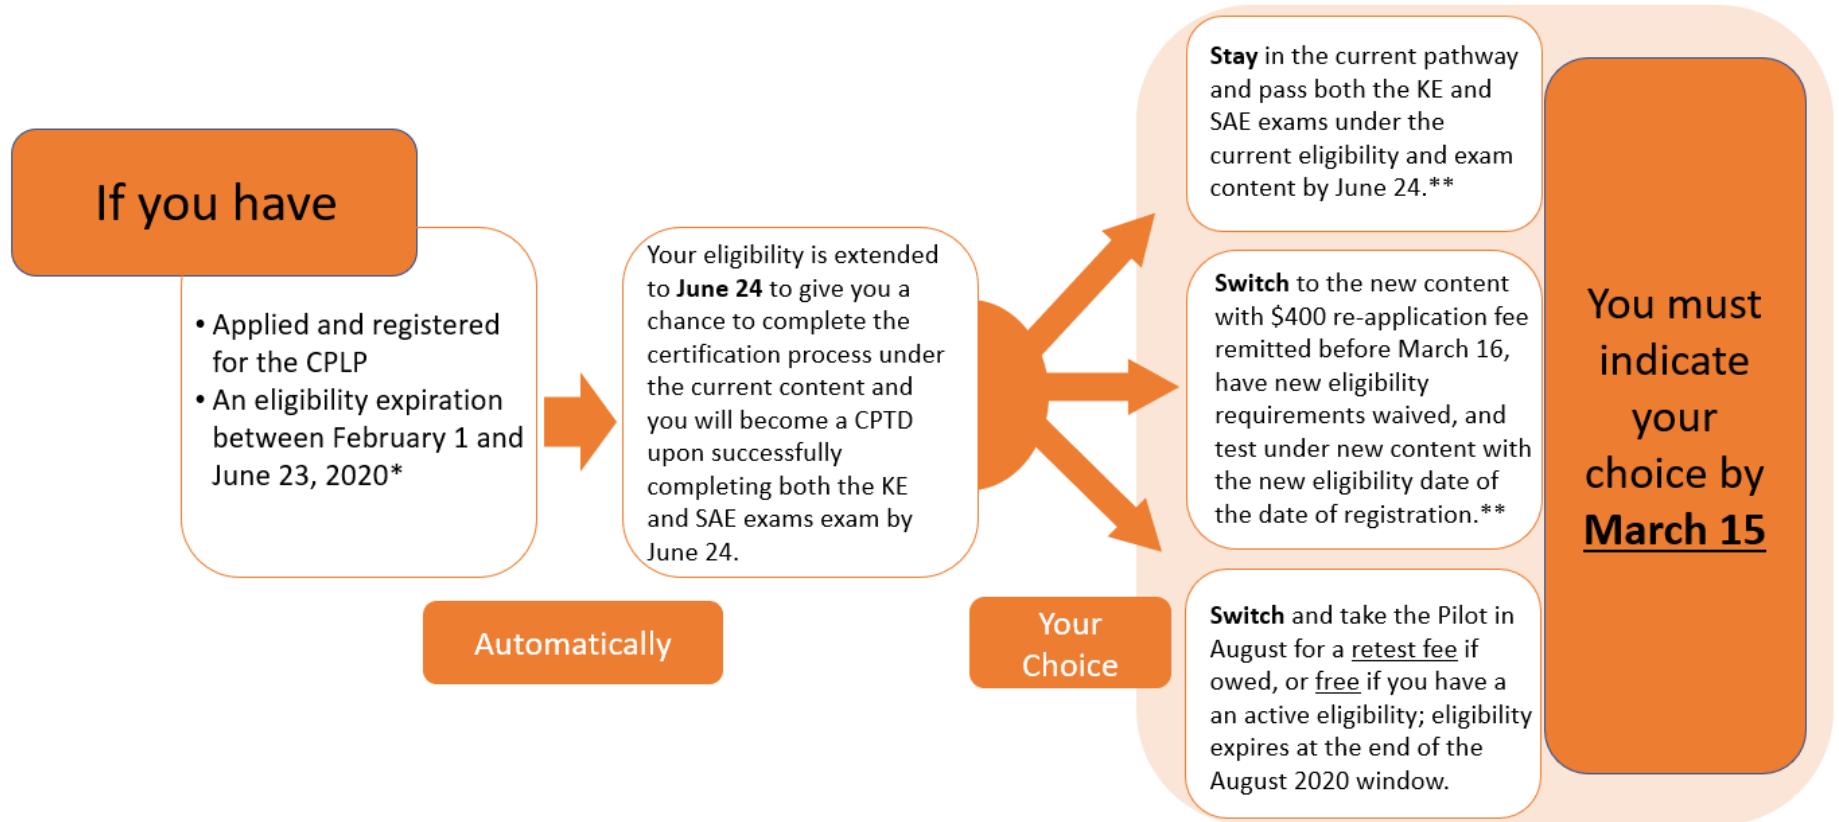 If you have
• Applied and registered
for the CPLP
• An eligibility expiration
between February 1 and
June 23, 2020*
Automatically
Your eligibility is extended
to June 24 to give you a
chance to complete the
certification process under
the current content and
you will become a CPTD
upon successfully
completing both the KE
and SAE exams exam by
June 24.
Your
Choice
Stay in the current pathway
and pass both the KE and
SAE exams under the
current eligibility and exam
content by June 24.**
Switch to the new content
with $400 re-application fee
remitted before March 16,
have new eligibility
requirements waived, and
test under new content with
the new eligibility date of
the date of registration.**
Switch and take the Pilot in
August for a retest fee if
owed, or free if you have a
an active eligibility; eligibility
expires at the end of the
August 2020 window.
You must
indicate
your
choice by
March 15